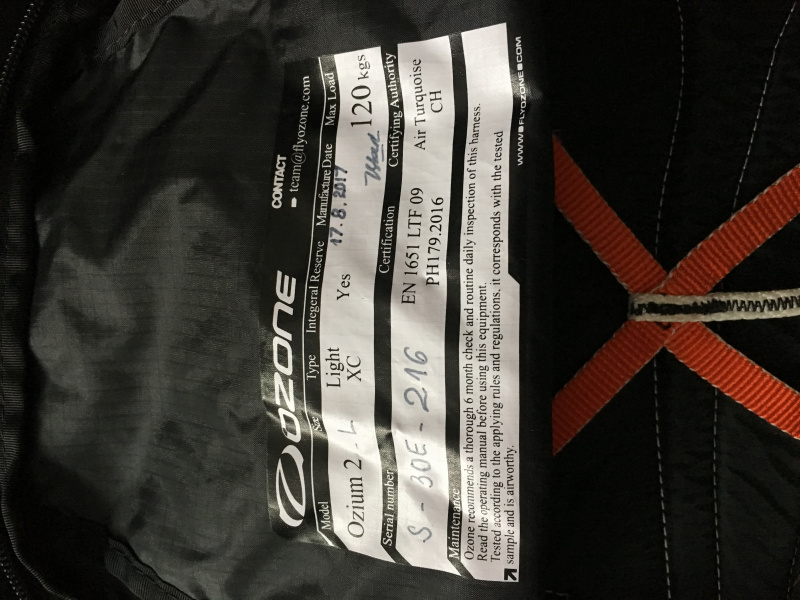 OZONE
CONTACT
team@flyozone.com
Model Size Type Integeral Reserve Manufacture Date Max Load
Ozium 2 - L Light XC Yes 17.8.2017 120 kgs
Serial number Certification Certifying Authority
S - 30E - 216 EN 1651 LTF 09 Air Turquoise
PH179.2016 CH
Maintenance
Ozone recommends a thorough 6 month check and routine daily inspection of this harness.
Read the operating manual before using this equipment.
Tested according to the applying rules and regulations. it corresponds with the tested
sample and is airworthy.
WWW.FLYOZONE.COM